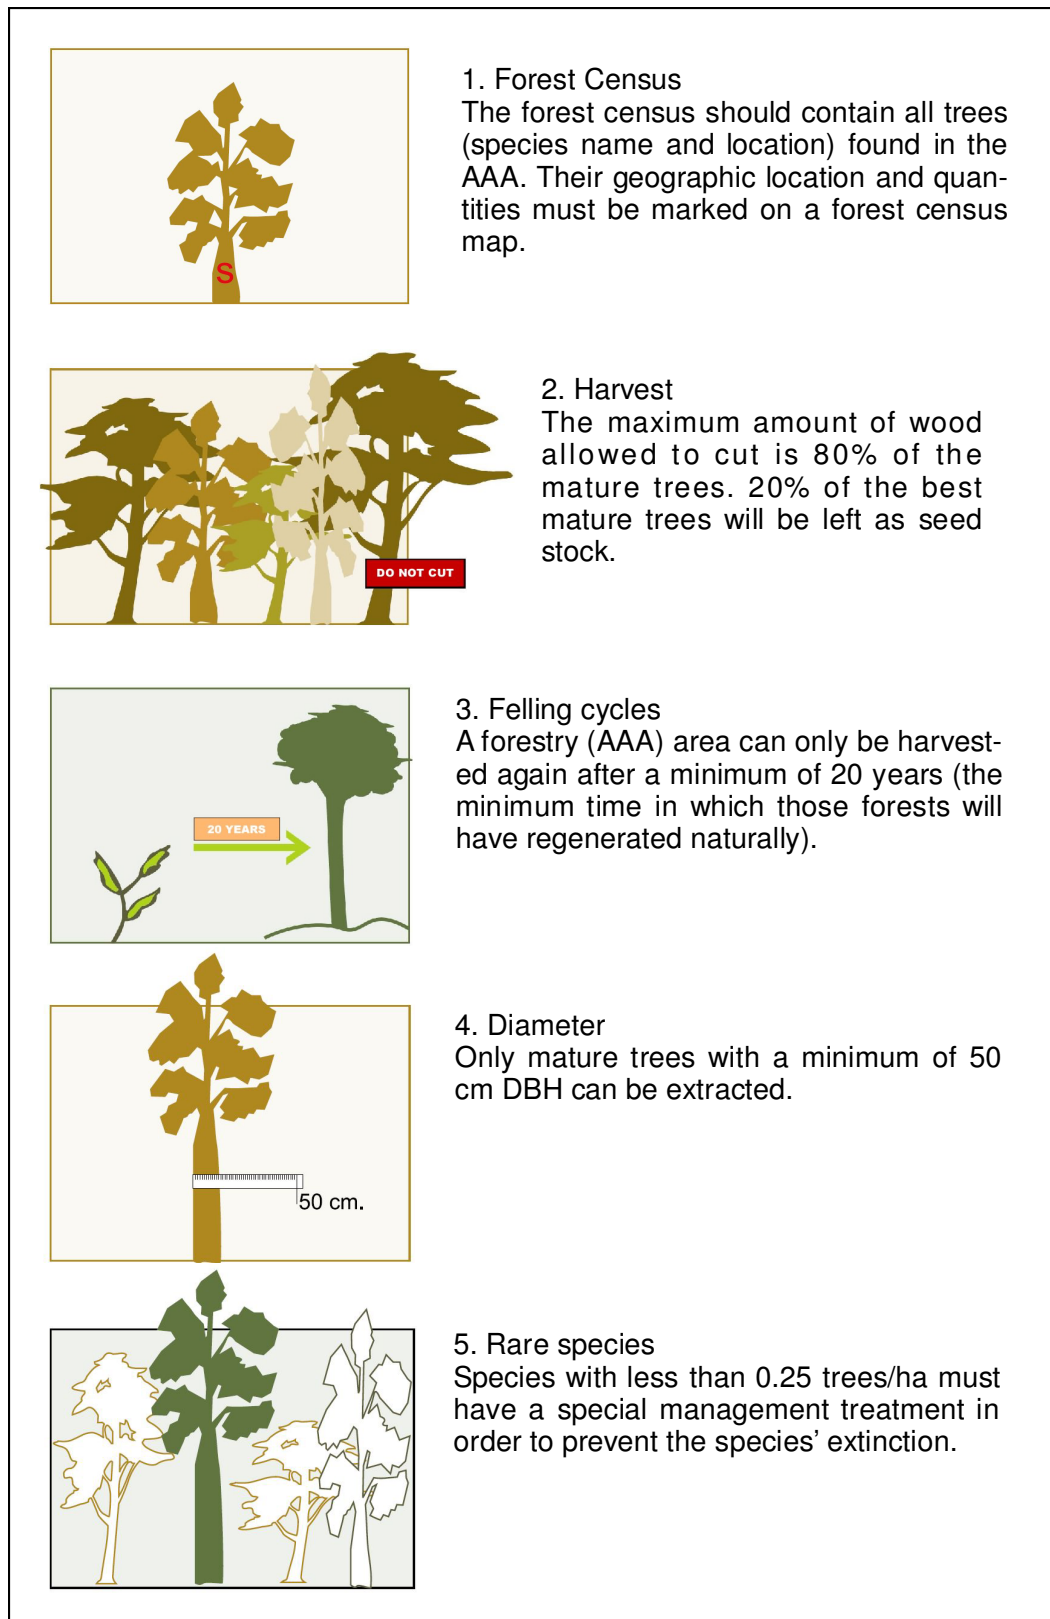 1. Forest Census
The forest census should contain all trees
(species name and location) found in the
AAA. Their geographic location and quan-
tities must be marked on a forest census
map.
S
2. Harvest
The maximum amount of wood
allowed to cut is 80% of the
mature trees. 20% of the best
mature trees will be left as seed
stock.
DO NOT CUT
3. Felling cycles
A forestry (AAA) area can only be harvest-
ed again after a minimum of 20 years (the
minimum time in which those forests will
have regenerated naturally).
20 YEARS
4. Diameter
Only mature trees with a minimum of 50
cm DBH can be extracted.
50 cm.
5. Rare species
Species with less than 0.25 trees/ha must
have a special management treatment in
order to prevent the species’ extinction.